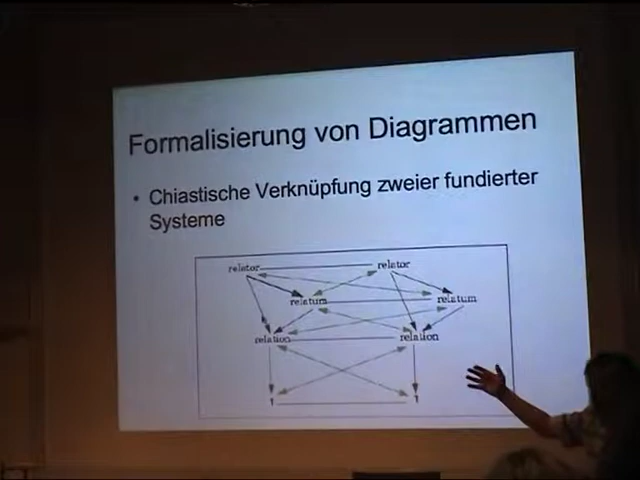 Formalisierung von Diagrammen
• Chiastische Verknüpfung zweier fundierter
Systeme
relator relator
relatum relatum
relation relation